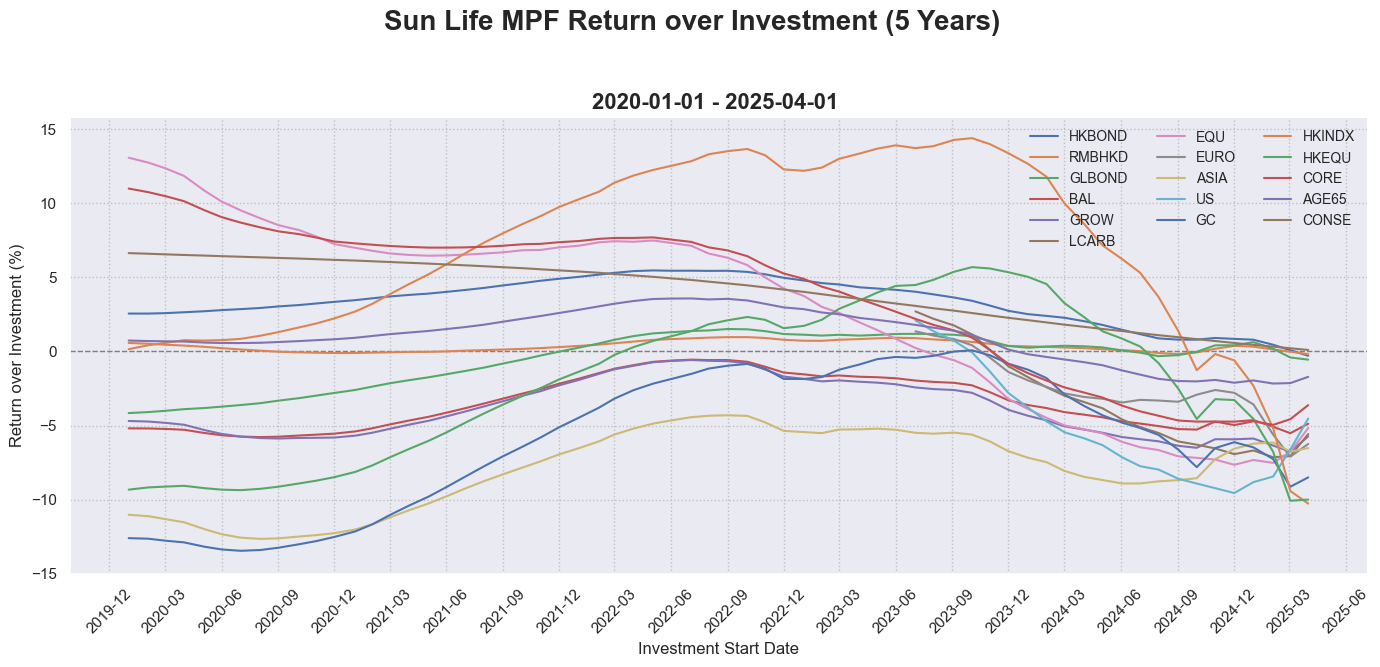 Sun Life MPF Return over Investment (5 Years)
2020-01-01 - 2025-04-01
Return over Investment (%)
15
10
5
0
−5
−10
−15
HKBOND EQU HKINDX
RMBHKD EURO HKEQU
GLBOND ASIA CORE
BAL US AGE65
GROW GC CONSE
LCARB
2019-12 2020-03 2020-06 2020-09 2020-12 2021-03 2021-06 2021-09 2021-12 2022-03 2022-06 2022-09 2022-12 2023-03 2023-06 2023-09 2023-12 2024-03 2024-06 2024-09 2024-12 2025-03 2025-06
Investment Start Date